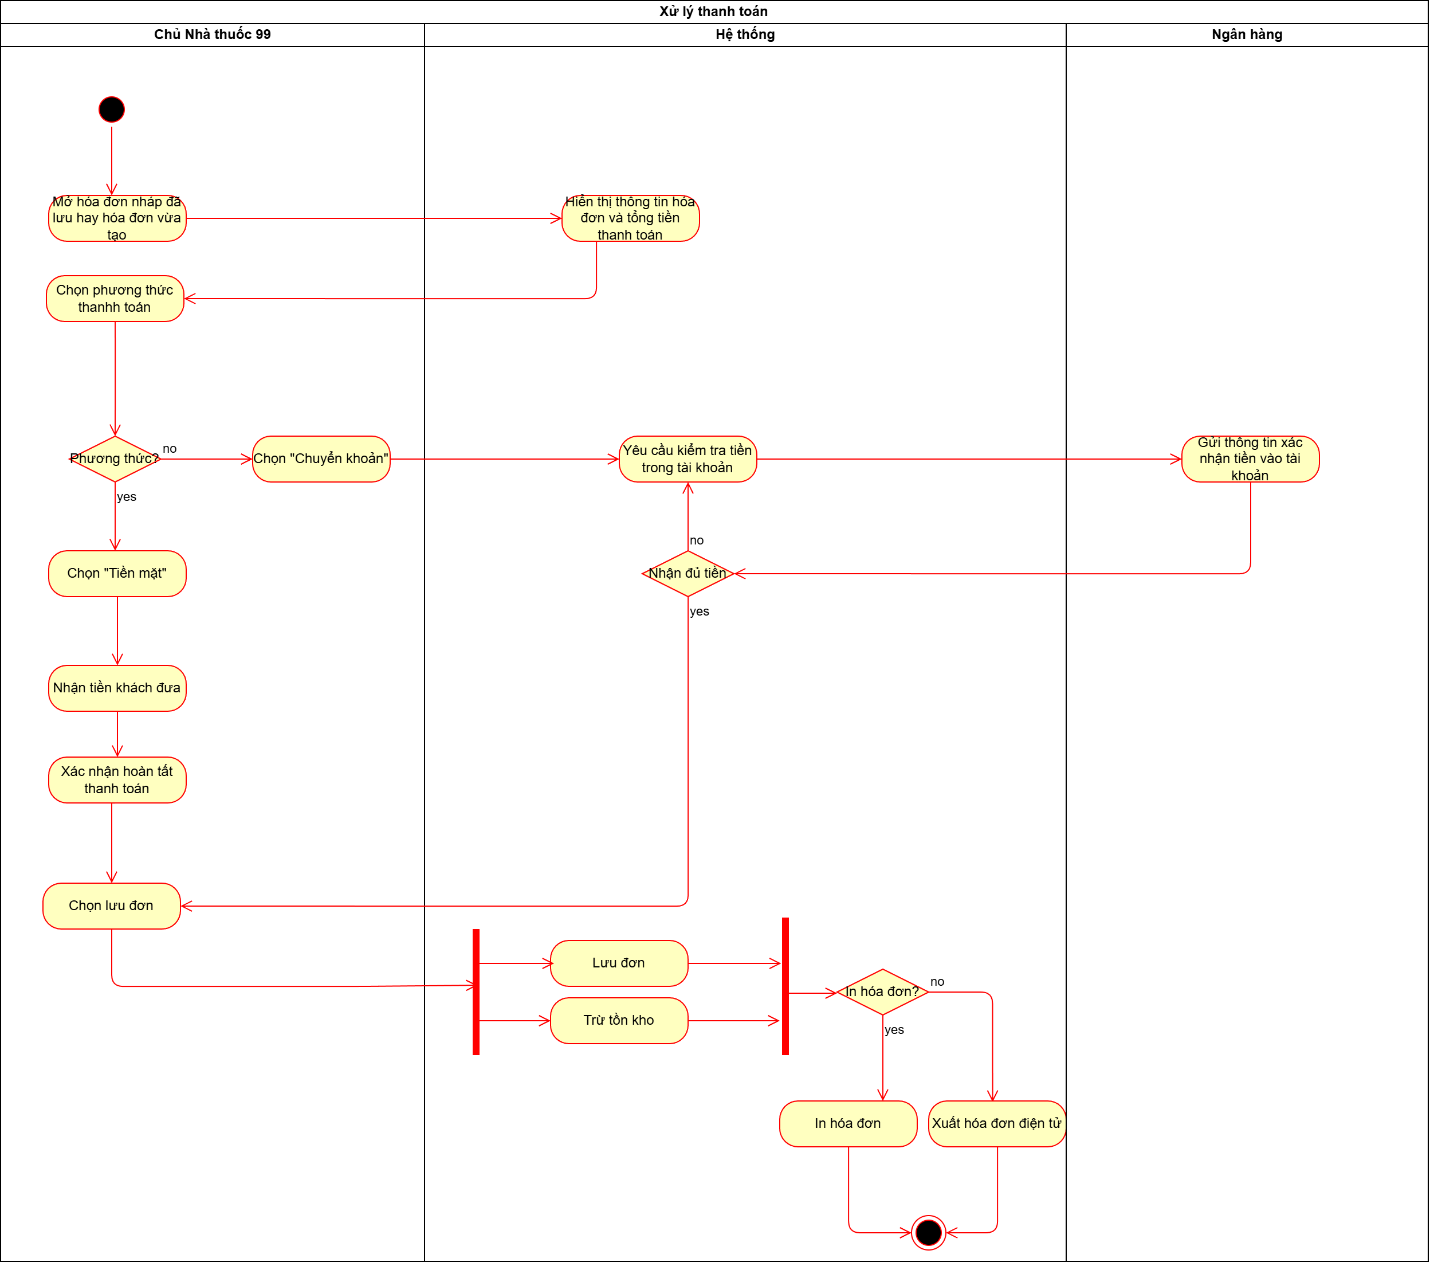 Xử lý thanh toán
Chủ Nhà thuốc 99
Hệ thống
Ngân hàng
Mở hóa đơn nháp đã
lưu hay hóa đơn vừa
tạo
Hiển thị thông tin hóa
đơn và tổng tiền
thanh toán
Chọn phương thức
thanhh toán
Phương thức?
no
yes
Chọn "Chuyển khoản"
Yêu cầu kiểm tra tiền
trong tài khoản
Gửi thông tin xác
nhận tiền vào tài
khoản
no
Chọn "Tiền mặt"
Nhận đủ tiền
yes
Nhận tiền khách đưa
Xác nhận hoàn tất
thanh toán
Chọn lưu đơn
Lưu đơn
Trừ tồn kho
In hóa đơn?
no
yes
In hóa đơn
Xuất hóa đơn điện tử